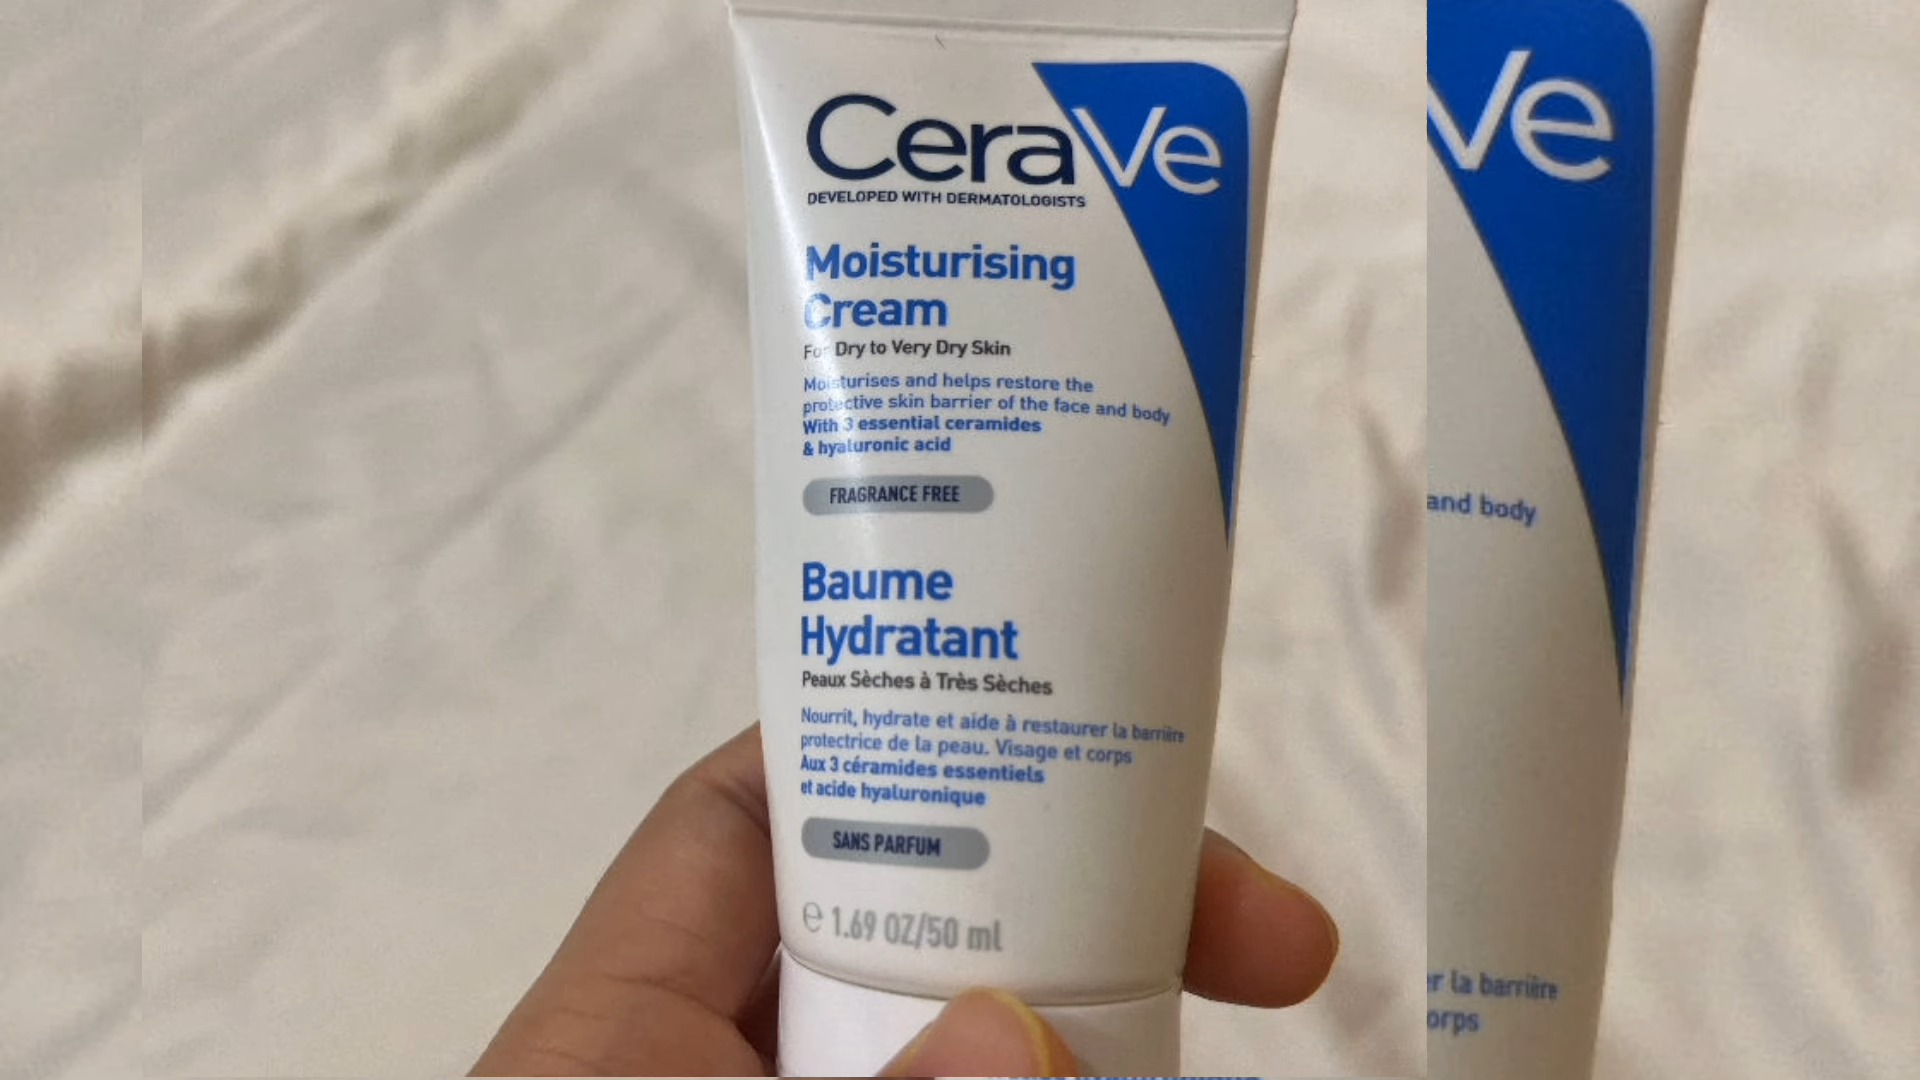 CeraVe
DEVELOPED WITH DERMATOLOGISTS
Moisturising
Cream
For Dry to Very Dry Skin
Moisturises and helps restore the
protective skin barrier of the face and body
With 3 essential ceramides
& hyaluronic acid
FRAGRANCE FREE
Baume
Hydratant
Peaux Sèches à Très Sèches
Nourrit, hydrate et aide à restaurer la barrière
protectrice de la peau. Visage et corps
Aux 3 céramides essentiels
et acide hyaluronique
SANS PARFUM
e 1.69 OZ/50 ml
Ve
and body
er la barrière
orps